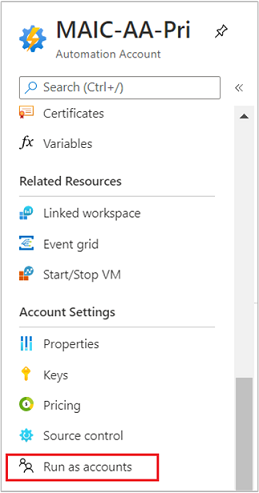 MAIC-AA-Pri
Automation Account
Search (Ctrl+/)
Certificates
fx Variables
Related Resources
Linked workspace
Event grid
Start/Stop VM
Account Settings
Properties
Keys
Pricing
Source control
Run as accounts